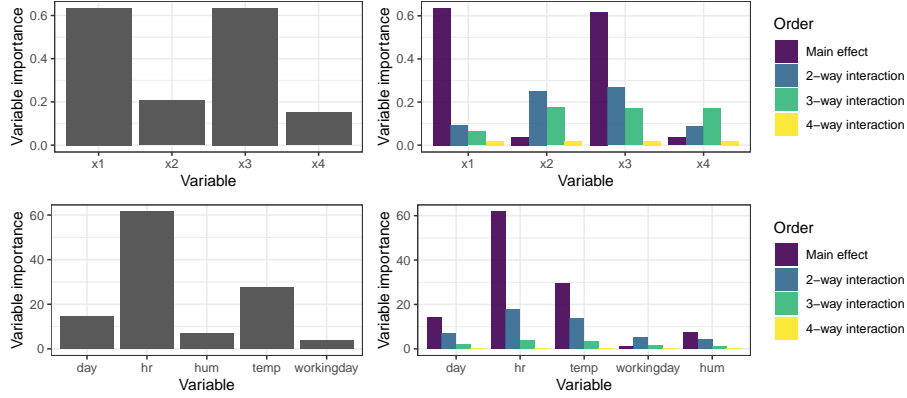 Variable importance
0.6
0.4
0.2
0.0
x1 x2 x3 x4
Variable
Variable importance
0.6
0.4
0.2
0.0
x1 x2 x3 x4
Variable
Order
Main effect
2−way interaction
3−way interaction
4−way interaction
Variable importance
60
40
20
0
day hr hum temp workingday
Variable
Variable importance
60
40
20
0
day hr temp workingday hum
Variable
Order
Main effect
2−way interaction
3−way interaction
4−way interaction